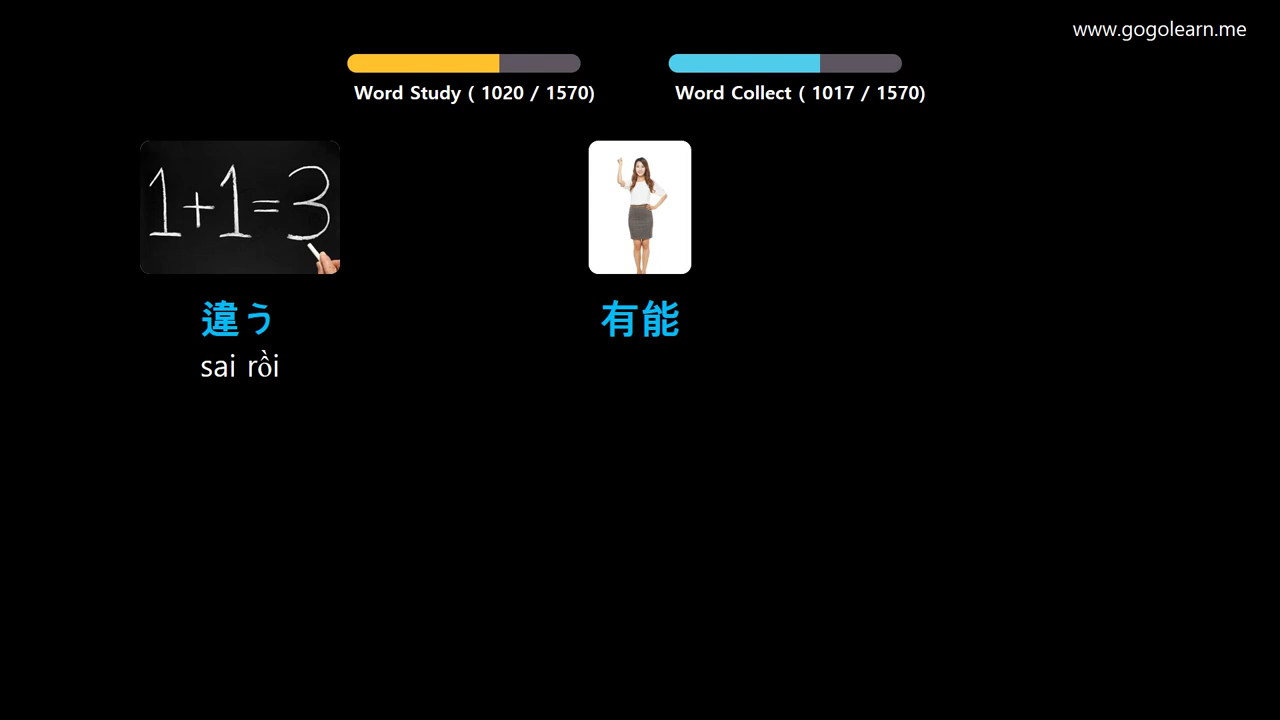 www.gogolearn.me
Word Study ( 1020 / 1570)
Word Collect ( 1017 / 1570)
1+1=3
違う
sai rồi
有能